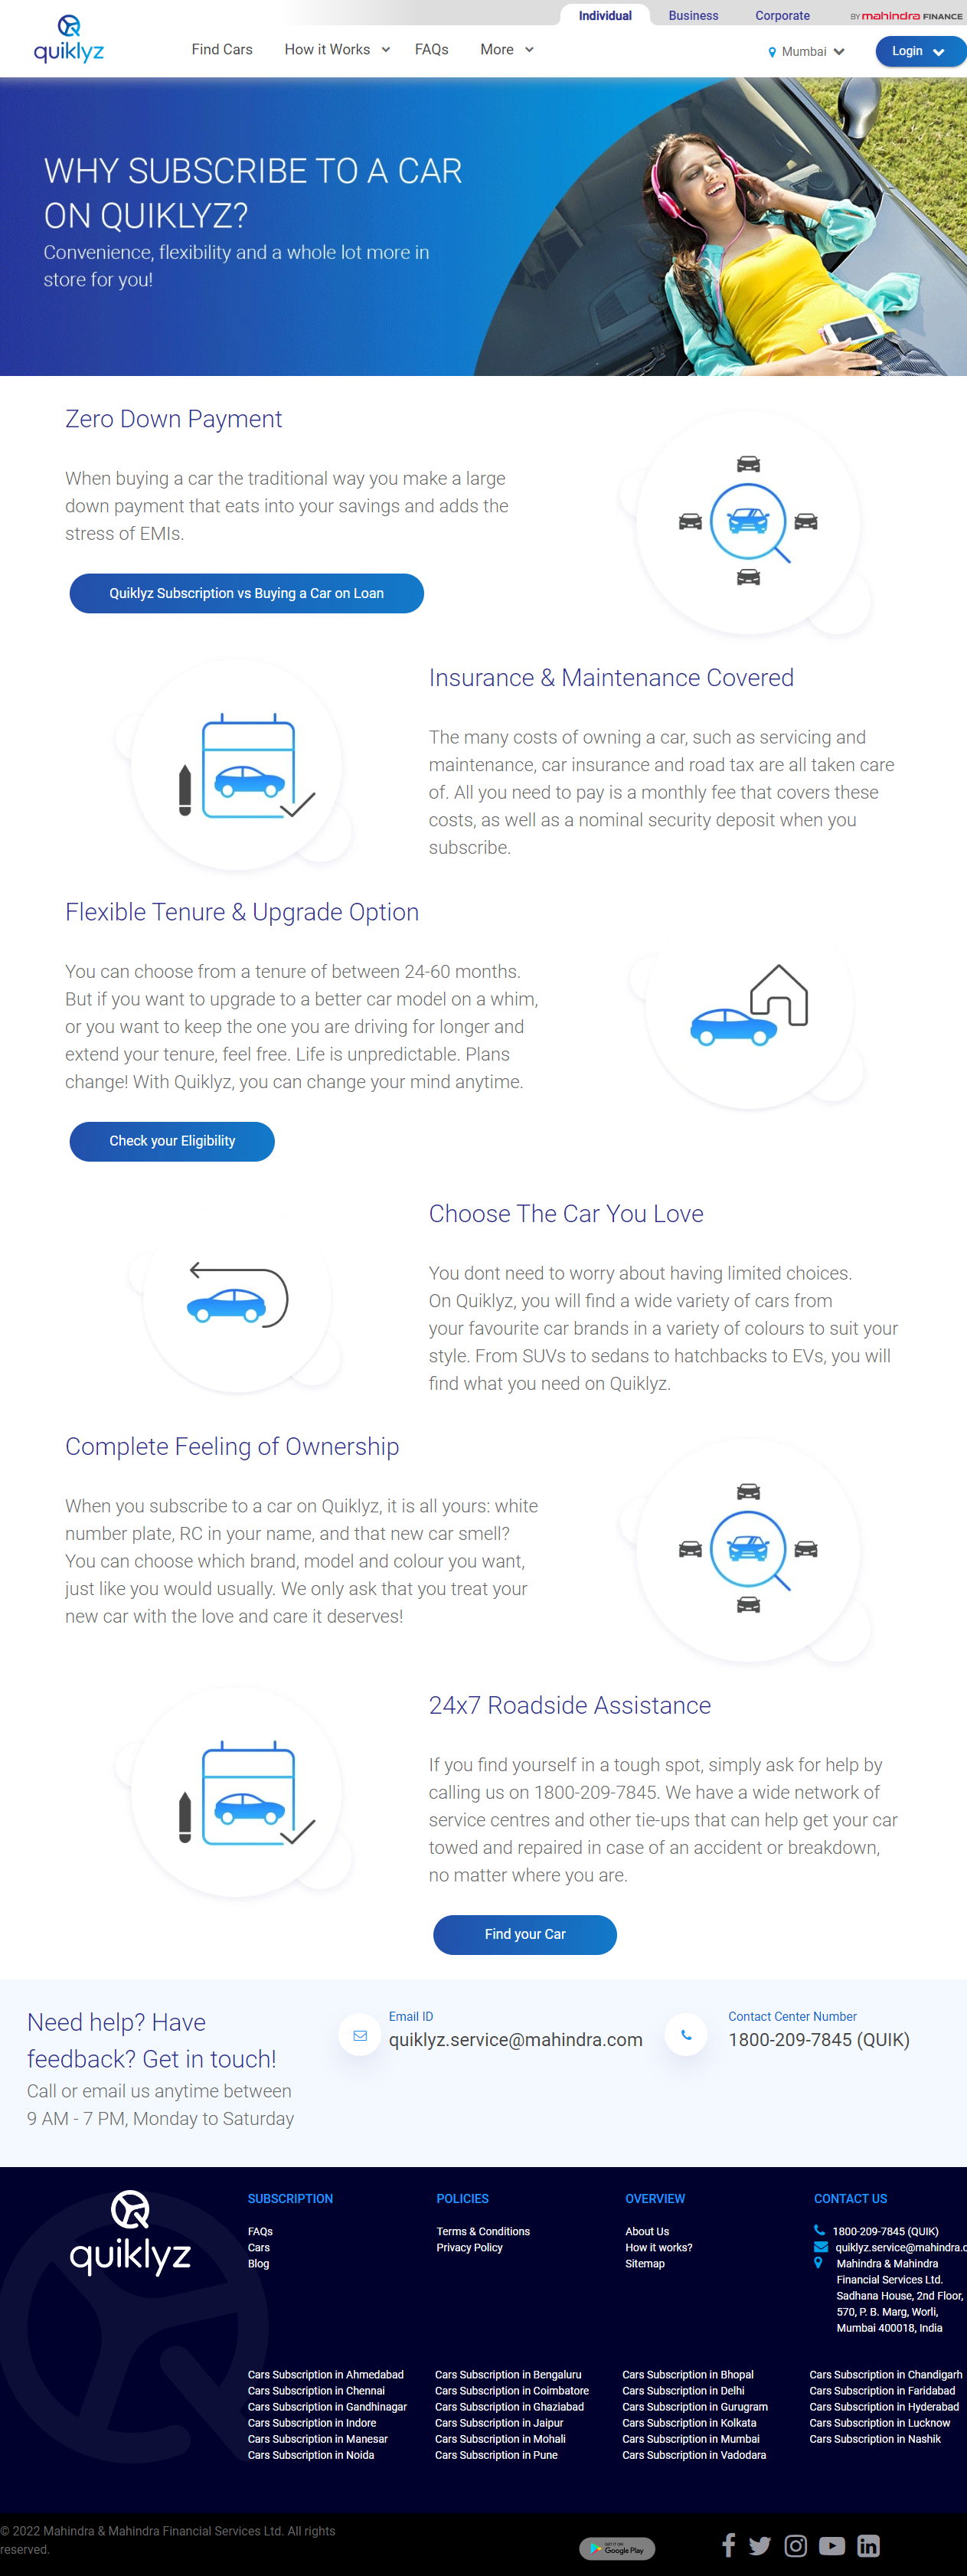 Individual Business Corporate BY mahindra FINANCE
quiklyz
Find Cars How it Works FAQs More Mumbai Login
WHY SUBSCRIBE TO A CAR
ON QUIKLYZ?
Convenience, flexibility and a whole lot more in
store for you!
Zero Down Payment
When buying a car the traditional way you make a large
down payment that eats into your savings and adds the
stress of EMIs.
Quiklyz Subscription vs Buying a Car on Loan
Insurance & Maintenance Covered
The many costs of owning a car, such as servicing and
maintenance, car insurance and road tax are all taken care
of. All you need to pay is a monthly fee that covers these
costs, as well as a nominal security deposit when you
subscribe.
Flexible Tenure & Upgrade Option
You can choose from a tenure of between 24-60 months.
But if you want to upgrade to a better car model on a whim,
or you want to keep the one you are driving for longer and
extend your tenure, feel free. Life is unpredictable. Plans
change! With Quiklyz, you can change your mind anytime.
Check your Eligibility
Choose The Car You Love
You dont need to worry about having limited choices.
On Quiklyz, you will find a wide variety of cars from
your favourite car brands in a variety of colours to suit your
style. From SUVs to sedans to hatchbacks to EVs, you will
find what you need on Quiklyz.
Complete Feeling of Ownership
When you subscribe to a car on Quiklyz, it is all yours: white
number plate, RC in your name, and that new car smell?
You can choose which brand, model and colour you want,
just like you would usually. We only ask that you treat your
new car with the love and care it deserves!
24x7 Roadside Assistance
If you find yourself in a tough spot, simply ask for help by
calling us on 1800-209-7845. We have a wide network of
service centres and other tie-ups that can help get your car
towed and repaired in case of an accident or breakdown,
no matter where you are.
Find your Car
Need help? Have
feedback? Get in touch!
Call or email us anytime between
9 AM - 7 PM, Monday to Saturday
Email ID
quiklyz.service@mahindra.com
Contact Center Number
1800-209-7845 (QUIK)
quiklyz
SUBSCRIPTION
FAQs
Cars
Blog
POLICIES
Terms & Conditions
Privacy Policy
OVERVIEW
About Us
How it works?
Sitemap
CONTACT US
1800-209-7845 (QUIK)
quiklyz.service@mahindra.c
Mahindra & Mahindra
Financial Services Ltd.
Sadhana House, 2nd Floor,
570, P. B. Marg, Worli,
Mumbai 400018, India
Cars Subscription in Ahmedabad Cars Subscription in Bengaluru Cars Subscription in Bhopal Cars Subscription in Chandigarh
Cars Subscription in Chennai Cars Subscription in Coimbatore Cars Subscription in Delhi Cars Subscription in Faridabad
Cars Subscription in Gandhinagar Cars Subscription in Ghaziabad Cars Subscription in Gurugram Cars Subscription in Hyderabad
Cars Subscription in Indore Cars Subscription in Jaipur Cars Subscription in Kolkata Cars Subscription in Lucknow
Cars Subscription in Manesar Cars Subscription in Mohali Cars Subscription in Mumbai Cars Subscription in Nashik
Cars Subscription in Noida Cars Subscription in Pune Cars Subscription in Vadodara
© 2022 Mahindra & Mahindra Financial Services Ltd. All rights
reserved.
GET IT ON
Google Play